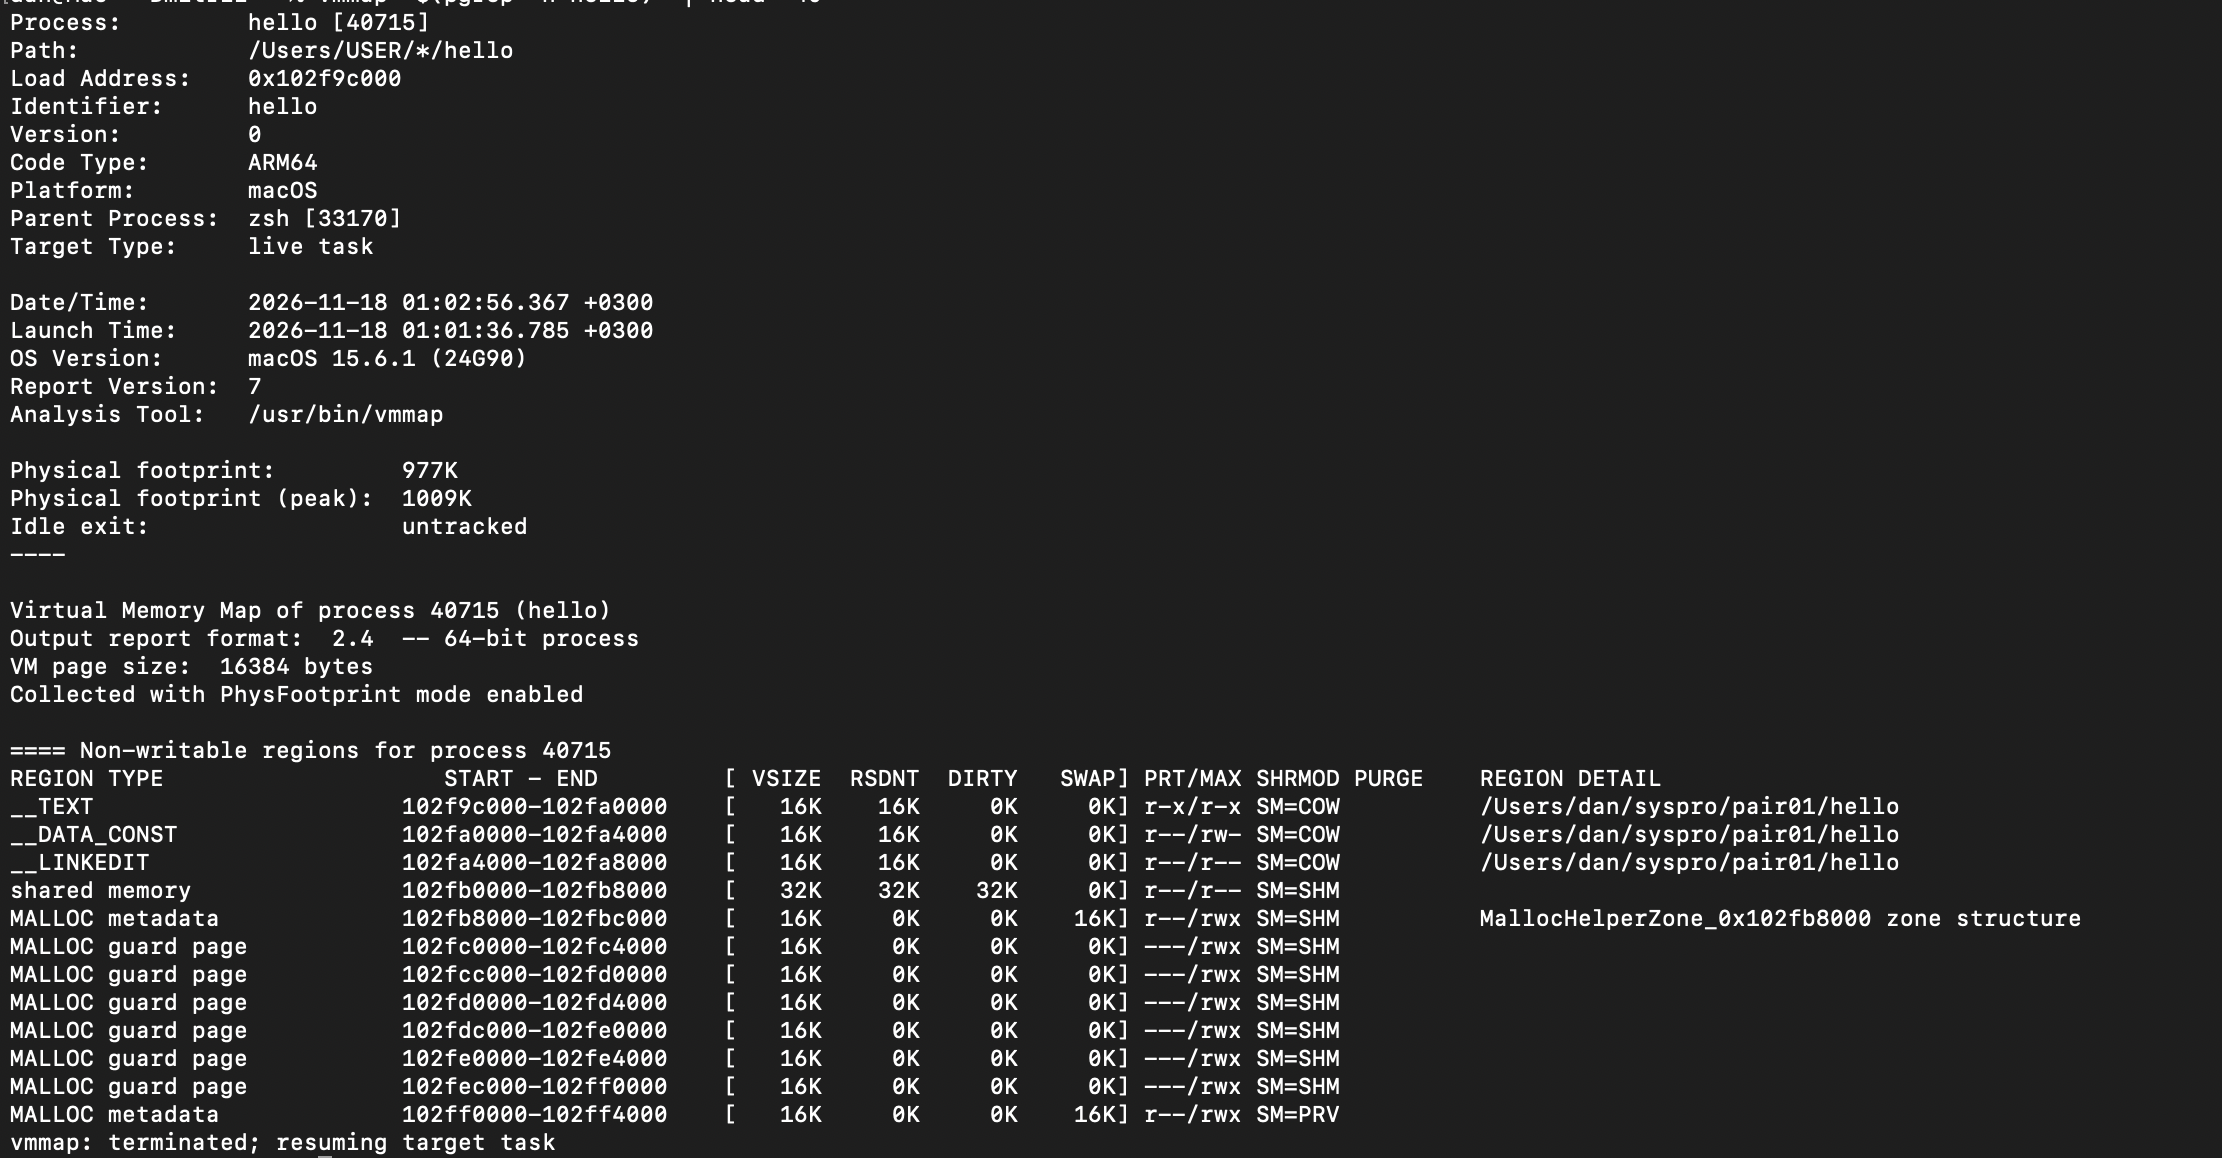 Process:         hello [40715]
Path:            /Users/USER/*/hello
Load Address:    0x102f9c000
Identifier:      hello
Version:         0
Code Type:       ARM64
Platform:        macOS
Parent Process:  zsh [33170]
Target Type:     live task
Date/Time:       2026-11-18 01:02:56.367 +0300
Launch Time:     2026-11-18 01:01:36.785 +0300
OS Version:      macOS 15.6.1 (24G90)
Report Version:  7
Analysis Tool:   /usr/bin/vmmap
Physical footprint:         977K
Physical footprint (peak):  1009K
Idle exit:                  untracked
----
Virtual Memory Map of process 40715 (hello)
Output report format:  2.4  -- 64-bit process
VM page size:  16384 bytes
Collected with PhysFootprint mode enabled
==== Non-writable regions for process 40715
REGION TYPE                    START - END         [ VSIZE  RSDNT  DIRTY   SWAP] PRT/MAX SHRMOD PURGE    REGION DETAIL
__TEXT                      102f9c000-102fa0000    [   16K    16K     0K     0K] r-x/r-x SM=COW          /Users/dan/syspro/pair01/hello
__DATA_CONST                102fa0000-102fa4000    [   16K    16K     0K     0K] r--/rw- SM=COW          /Users/dan/syspro/pair01/hello
__LINKEDIT                  102fa4000-102fa8000    [   16K    16K     0K     0K] r--/r-- SM=COW          /Users/dan/syspro/pair01/hello
shared memory               102fb0000-102fb8000    [   32K    32K    32K     0K] r--/r-- SM=SHM
MALLOC metadata             102fb8000-102fbc000    [   16K     0K     0K    16K] r--/rwx SM=SHM          MallocHelperZone_0x102fb8000 zone structure
MALLOC guard page           102fc0000-102fc4000    [   16K     0K     0K     0K] ---/rwx SM=SHM
MALLOC guard page           102fcc000-102fd0000    [   16K     0K     0K     0K] ---/rwx SM=SHM
MALLOC guard page           102fd0000-102fd4000    [   16K     0K     0K     0K] ---/rwx SM=SHM
MALLOC guard page           102fdc000-102fe0000    [   16K     0K     0K     0K] ---/rwx SM=SHM
MALLOC guard page           102fe0000-102fe4000    [   16K     0K     0K     0K] ---/rwx SM=SHM
MALLOC guard page           102fec000-102ff0000    [   16K     0K     0K     0K] ---/rwx SM=SHM
MALLOC metadata             102ff0000-102ff4000    [   16K     0K     0K    16K] r--/rwx SM=PRV
vmmap: terminated; resuming target task